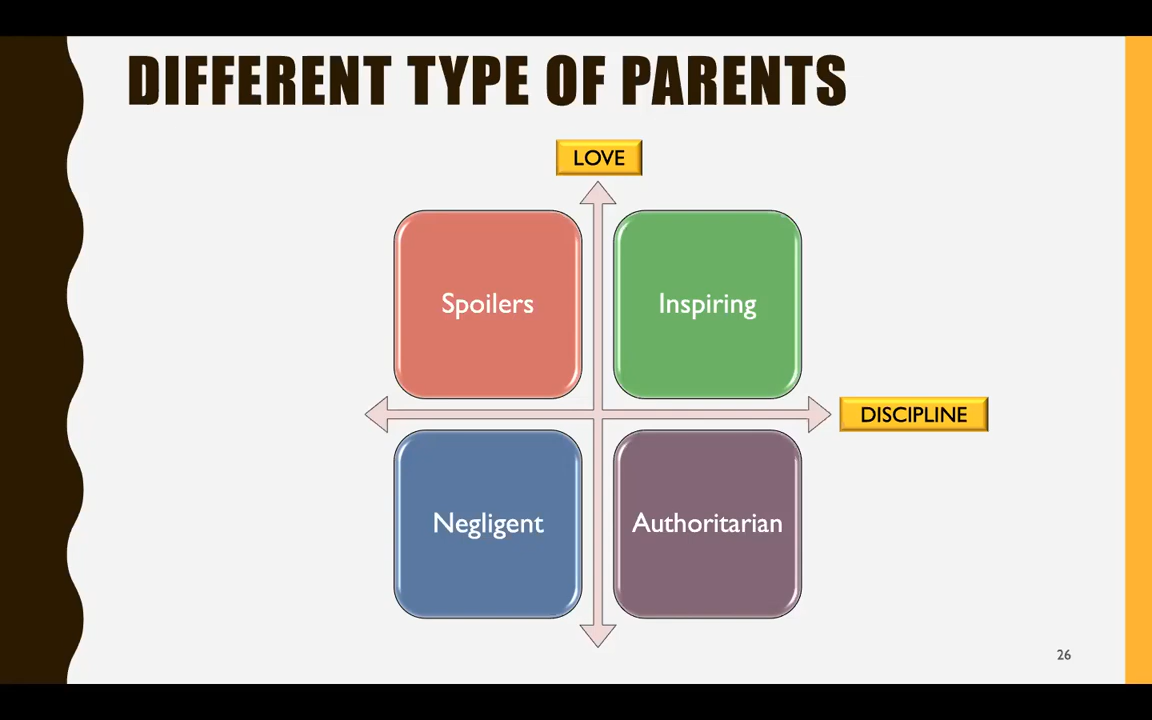 DIFFERENT TYPE OF PARENTS
LOVE
Spoilers
Inspiring
DISCIPLINE
Negligent
Authoritarian
26